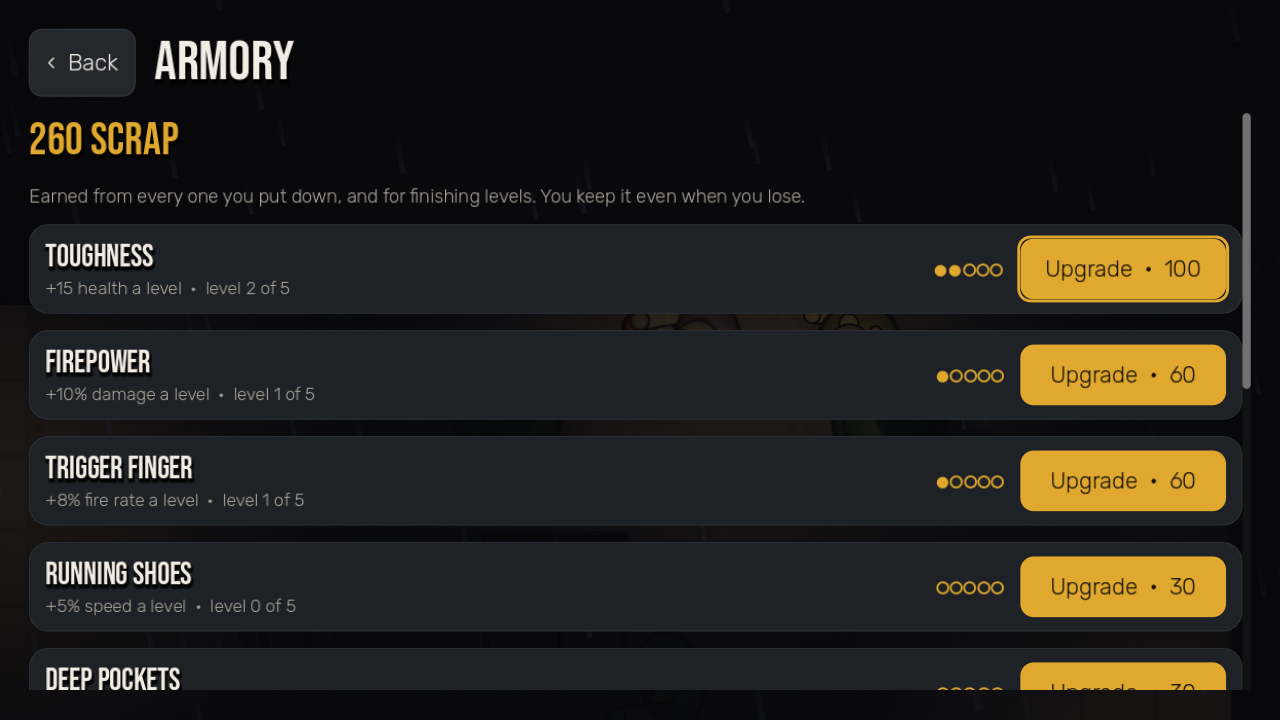 ‹ Back
ARMORY
260 SCRAP
Earned from every one you put down, and for finishing levels. You keep it even when you lose.
TOUGHNESS
+15 health a level • level 2 of 5
Upgrade • 100
FIREPOWER
+10% damage a level • level 1 of 5
Upgrade • 60
TRIGGER FINGER
+8% fire rate a level • level 1 of 5
Upgrade • 60
RUNNING SHOES
+5% speed a level • level 0 of 5
Upgrade • 30
DEEP POCKETS
Upgrade • 30